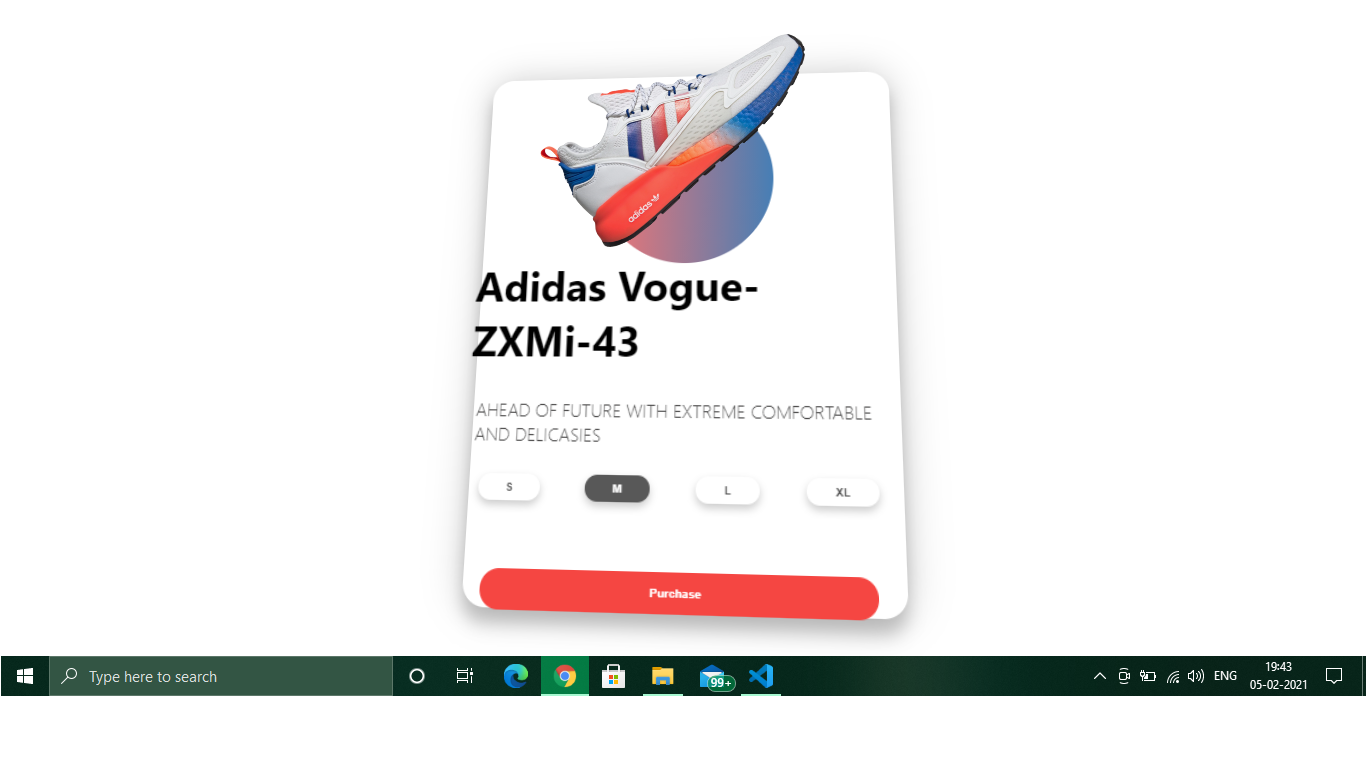 adidas
Adidas Vogue-
ZXMi-43
AHEAD OF FUTURE WITH EXTREME COMFORTABLE
AND DELICASIES
S M L XL
Purchase
Type here to search
99+
ENG
19:43
05-02-2021